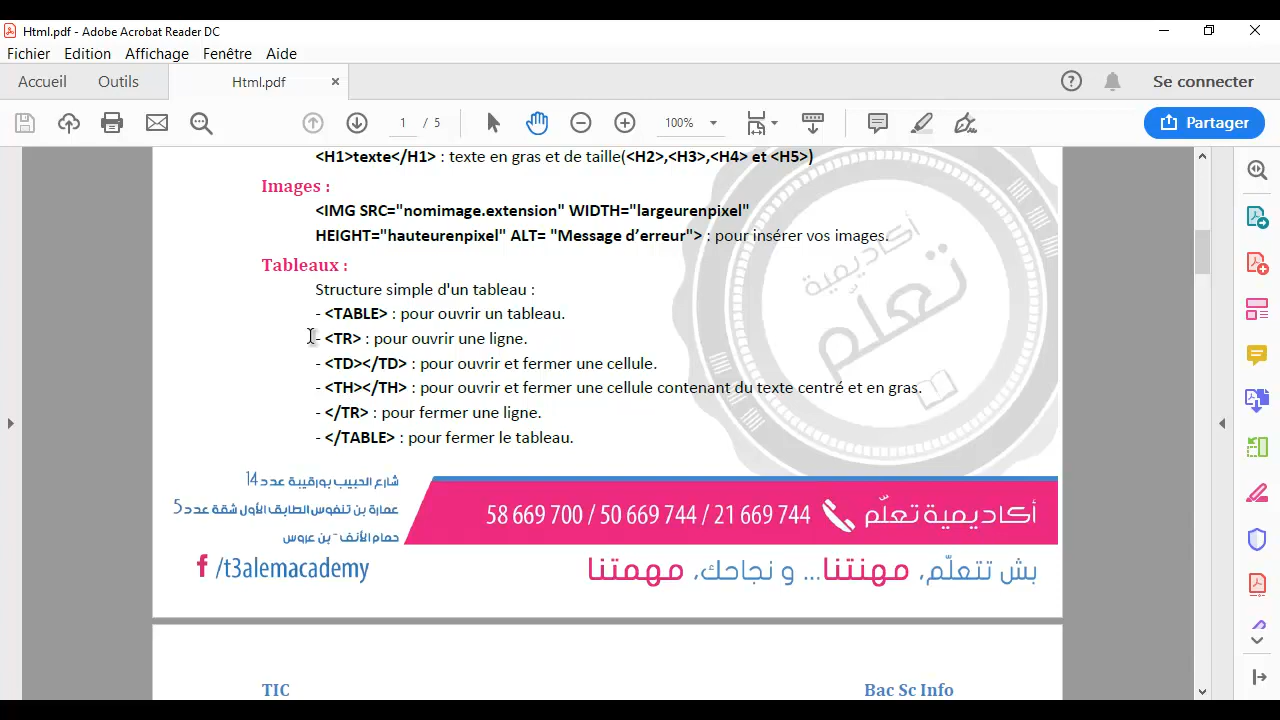 Html.pdf - Adobe Acrobat Reader DC
Fichier Edition Affichage Fenêtre Aide
Accueil Outils Html.pdf × ? Se connecter
1 / 5 100% Partager
<H1>texte</H1> : texte en gras et de taille(<H2>,<H3>,<H4> et <H5>)
Images :
<IMG SRC="nomimage.extension" WIDTH="largeurenpixel"
HEIGHT="hauteurenpixel" ALT= "Message d’erreur"> : pour insérer vos images.
Tableaux :
Structure simple d'un tableau :
- <TABLE> : pour ouvrir un tableau.
- <TR> : pour ouvrir une ligne.
- <TD></TD> : pour ouvrir et fermer une cellule.
- <TH></TH> : pour ouvrir et fermer une cellule contenant du texte centré et en gras.
- </TR> : pour fermer une ligne.
- </TABLE> : pour fermer le tableau.
أكاديمية
تعلّم
شارع الحبيب بورقيبة عدد 14
عمارة بن تنفوس الطابق الأول شقة عدد 5
حمام الأنف - بن عروس
أكاديمية تعلّم 58 669 700 / 50 669 744 / 21 669 744
f /t3alemacademy
بش تتعلّم، مهنتنا... و نجاحك، مهمتنا
TIC Bac Sc Info